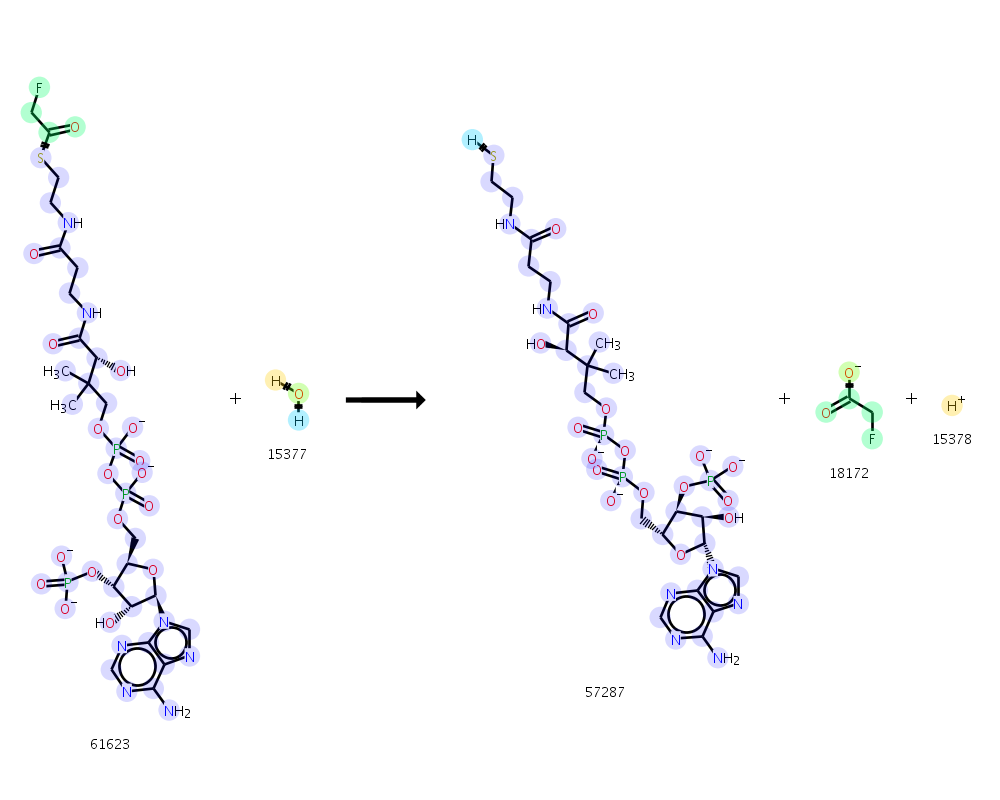 F
O
S
NH
O
NH
O
OH
H₃C
H₃C
O
O⁻
P
O
O
O⁻
P
O
O
O⁻
O
P
O
O⁻
O
HO
N
N
N
N
NH₂
61623
+
H
O
H
15377
H
S
HN
O
HN
O
HO
CH₃
CH₃
O
O
P
O
O⁻
O
P
O⁻
O
O⁻
O⁻
P
O
O
OH
O
N
N
N
N
NH₂
57287
+
O⁻
O
F
18172
+
H⁺
15378